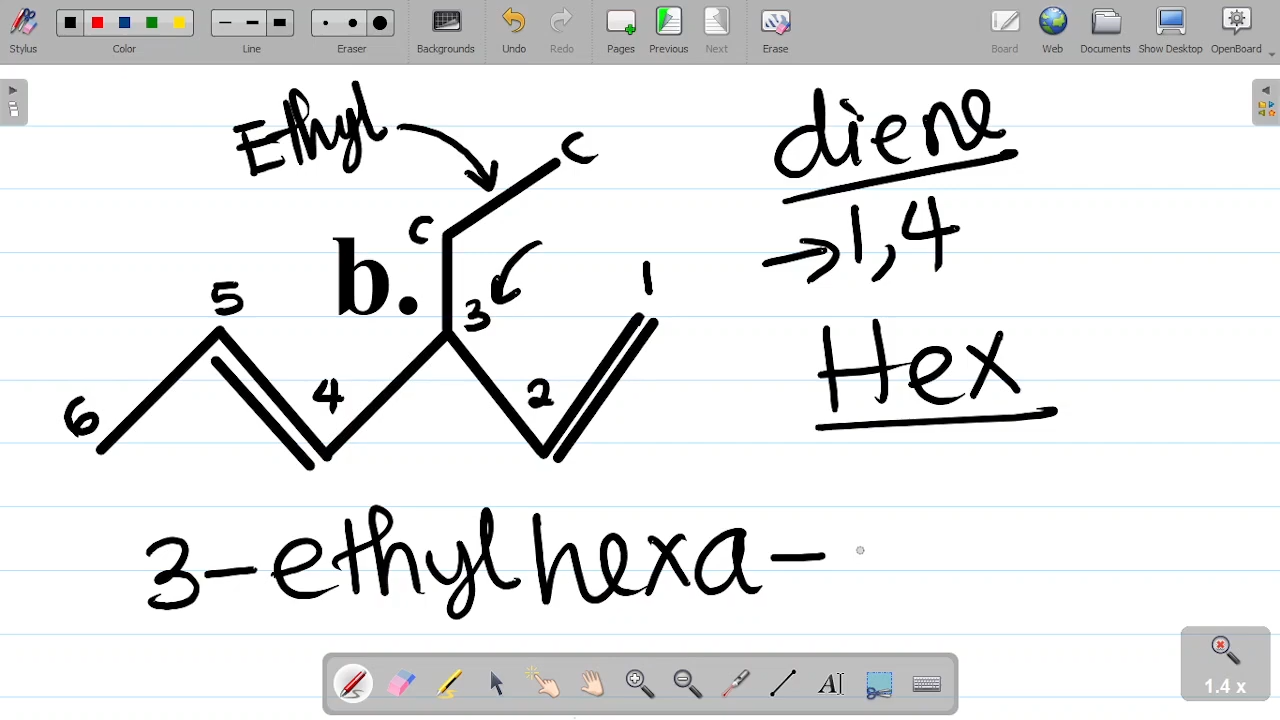 Stylus Color Line Eraser Backgrounds Undo Redo Pages Previous Next Erase Board Web Documents Show Desktop OpenBoard
Ethyl
C
C
b.
5
3
1
4
2
6
diene
→1,4
Hex
3-ethylhexa-
1.4 x